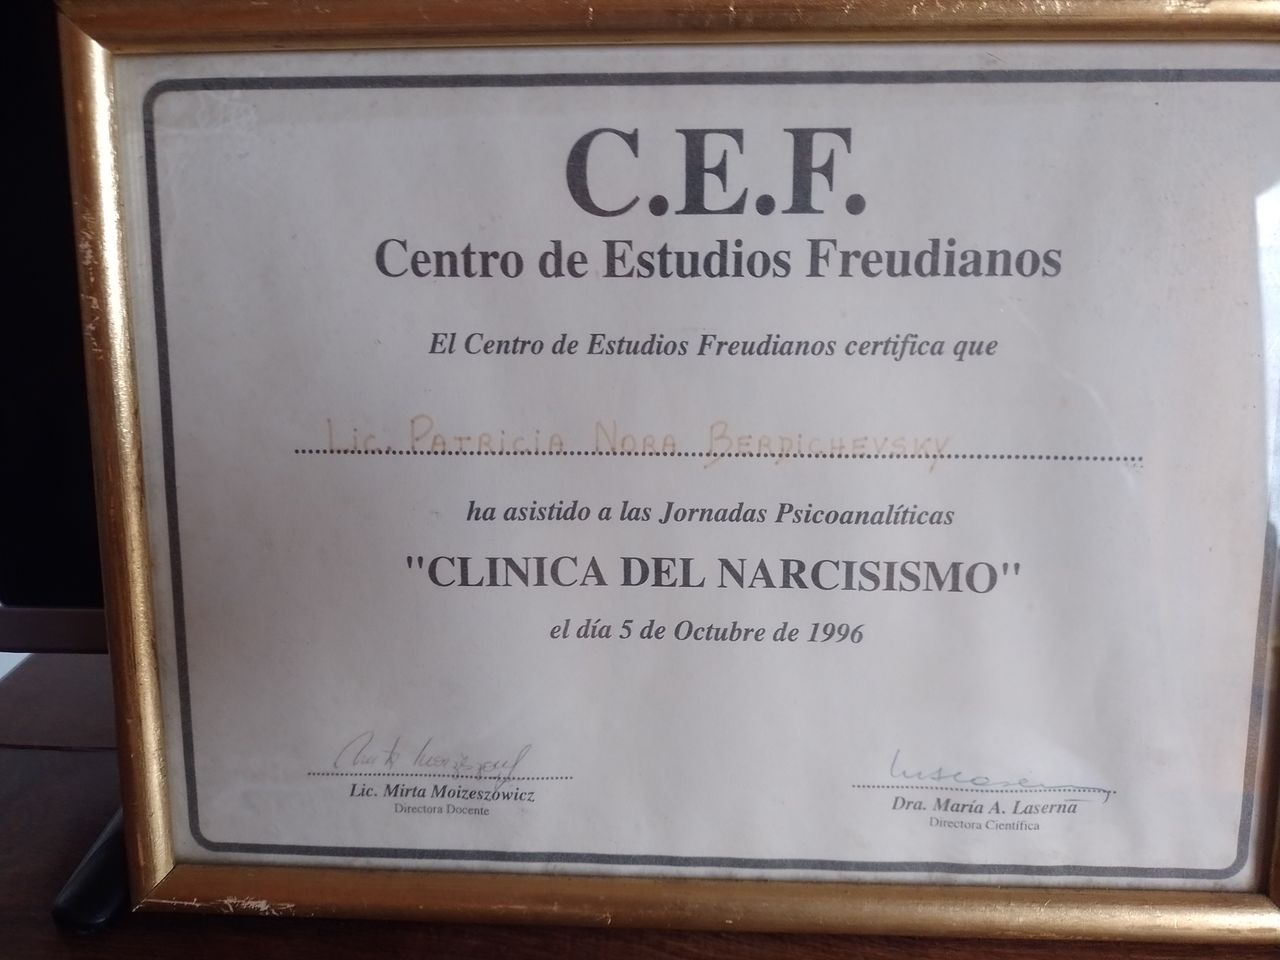 C.E.F.
Centro de Estudios Freudianos
El Centro de Estudios Freudianos certifica que
Lic. Patricia Nora Berdichevsky
ha asistido a las Jornadas Psicoanalíticas
"CLINICA DEL NARCISISMO"
el día 5 de Octubre de 1996
Lic. Mirta Moizeszowicz
Directora Docente
Dra. María A. Laserna
Directora Científica